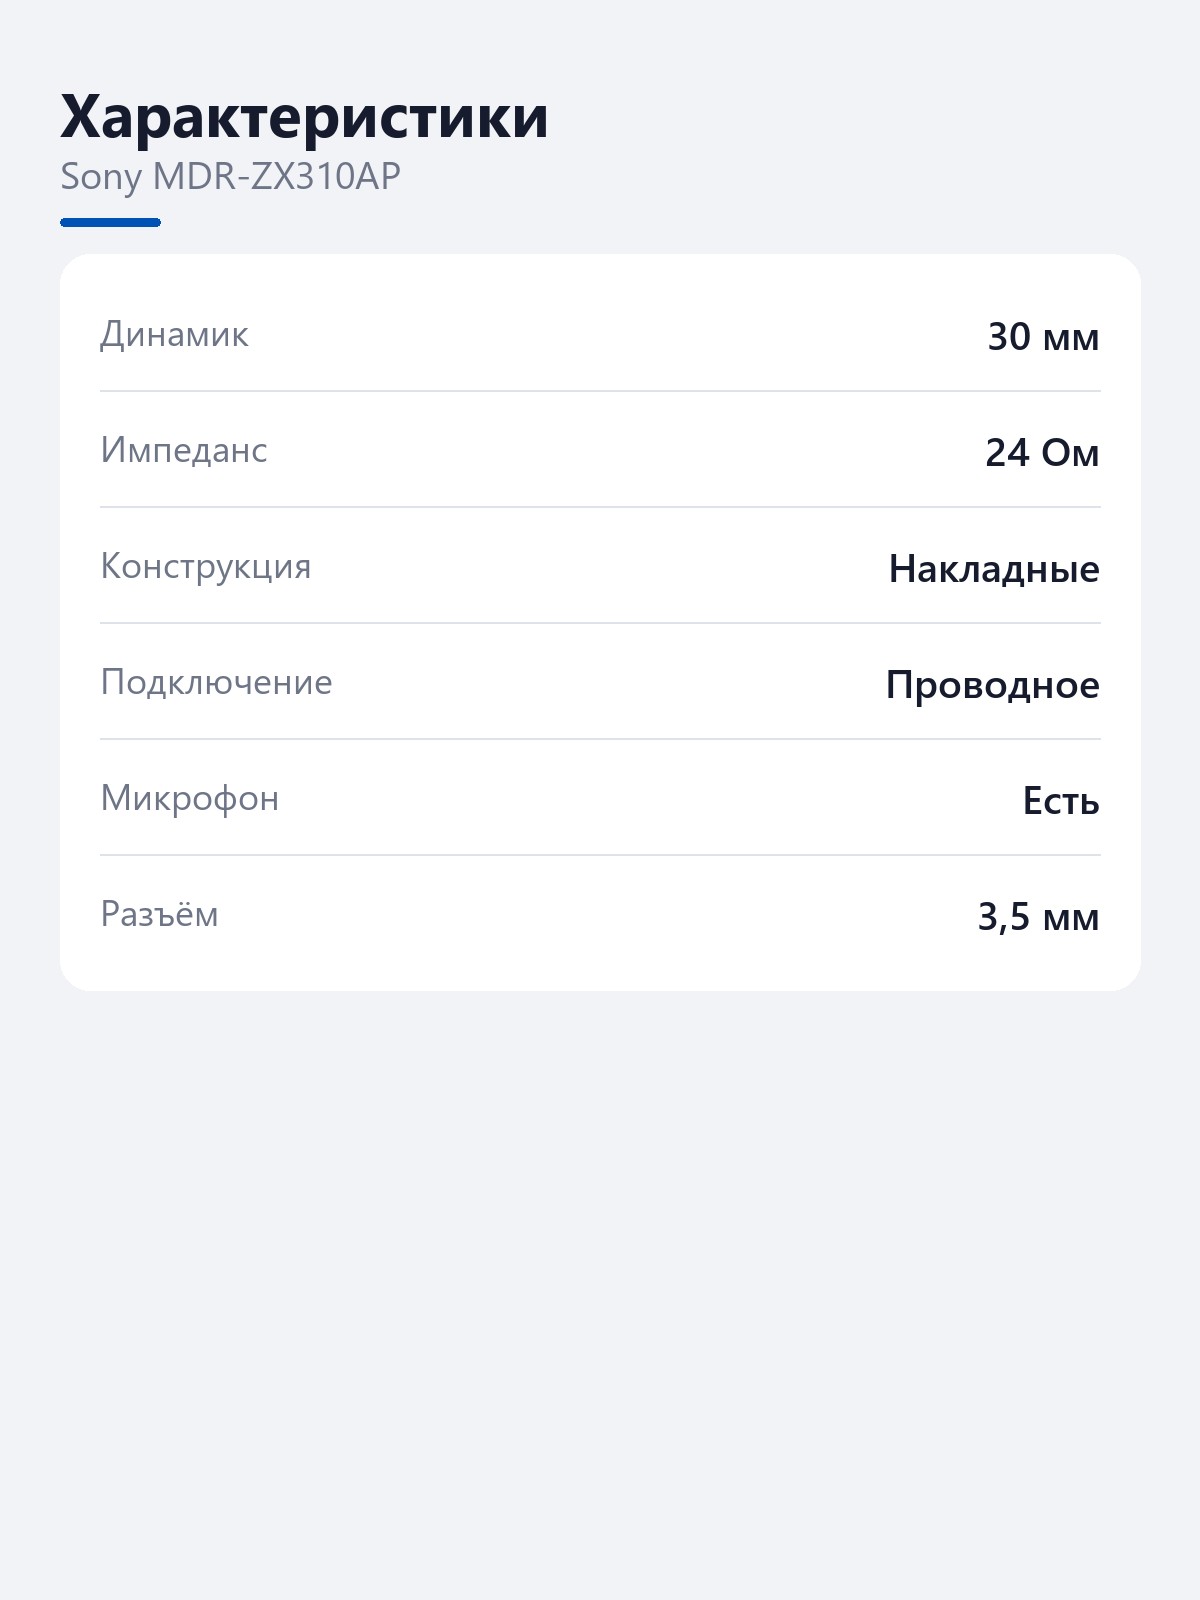 Характеристики
Sony MDR-ZX310AP
Динамик 30 мм
Импеданс 24 Ом
Конструкция Накладные
Подключение Проводное
Микрофон Есть
Разъём 3,5 мм